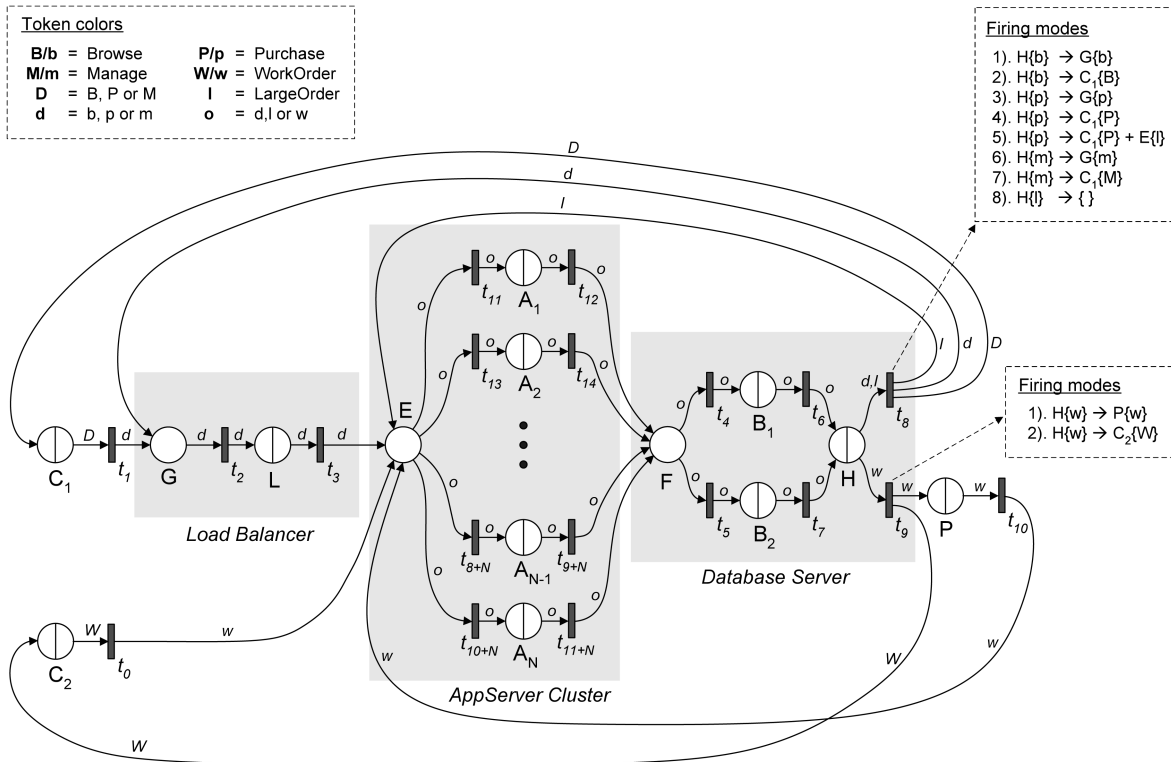 Token colors
B/b = Browse P/p = Purchase
M/m = Manage W/w = WorkOrder
D = B, P or M l = LargeOrder
d = b, p or m o = d,l or w
Firing modes
1). H{b} → G{b}
2). H{b} → C₁{B}
3). H{p} → G{p}
4). H{p} → C₁{P}
5). H{p} → C₁{P} + E{l}
6). H{m} → G{m}
7). H{m} → C₁{M}
8). H{l} → { }
D
d
l
o o o
t₁₁ A₁ t₁₂
o
o o
t₁₃ A₂ t₁₄
o o
l d D
Firing modes
1). H{w} → P{w}
2). H{w} → C₂{W}
o o o o d,l
t₄ B₁ t₆ t₈
E
D d d d d d
C₁ t₁ G t₂ L t₃
F H
Load Balancer
o o o o
t₈₊N A_N-1 t₉₊N
o o o o w w w
t₅ B₂ t₇ t₉ P t₁₀
Database Server
o o o o
t₁₀₊N A_N t₁₁₊N
W w
C₂ t₀
w W w
AppServer Cluster
W